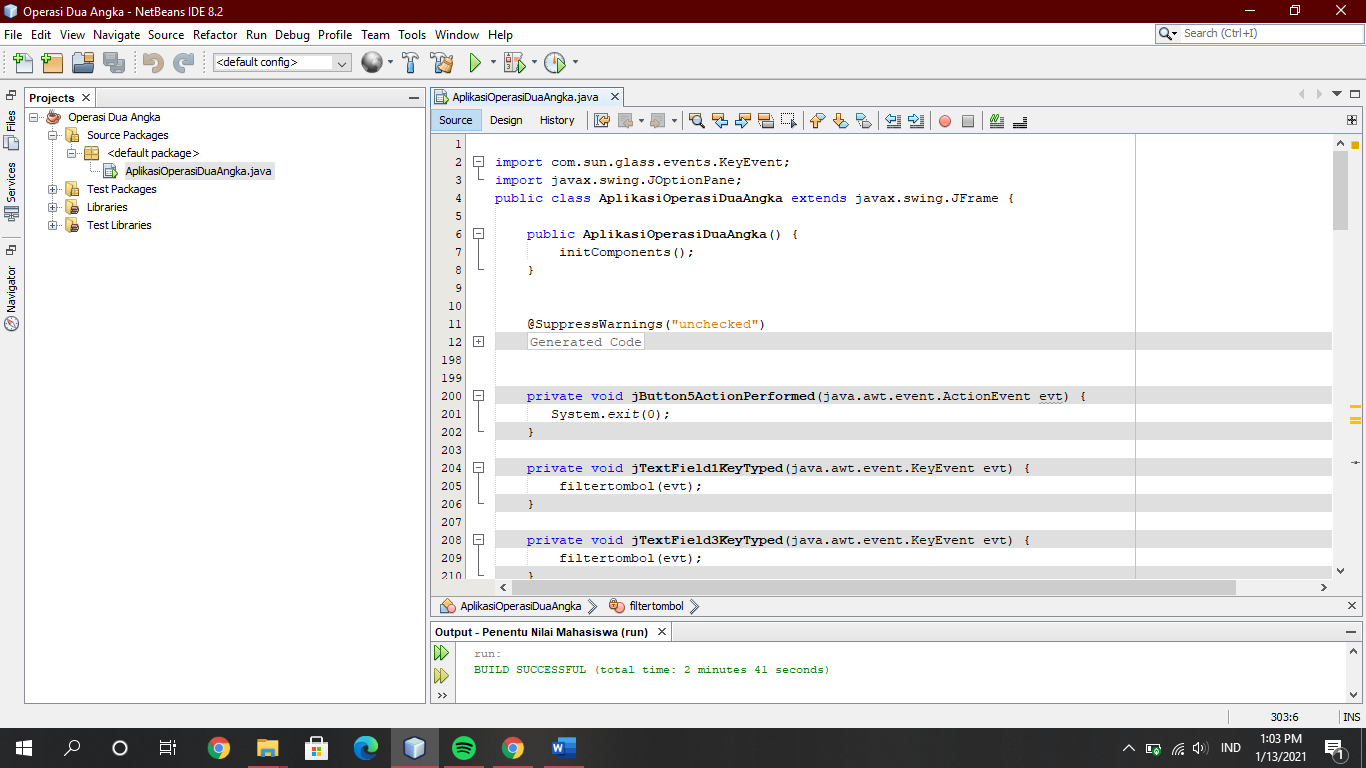 Operasi Dua Angka - NetBeans IDE 8.2
File Edit View Navigate Source Refactor Run Debug Profile Team Tools Window Help
Search (Ctrl+I)
<default config>
Projects
Files
Services
Navigator
Operasi Dua Angka
Source Packages
<default package>
AplikasiOperasiDuaAngka.java
Test Packages
Libraries
Test Libraries
AplikasiOperasiDuaAngka.java
Source Design History
1
2 import com.sun.glass.events.KeyEvent;
3 import javax.swing.JOptionPane;
4 public class AplikasiOperasiDuaAngka extends javax.swing.JFrame {
5
6 public AplikasiOperasiDuaAngka() {
7 initComponents();
8 }
9
10
11 @SuppressWarnings("unchecked")
12 Generated Code
198
199
200 private void jButton5ActionPerformed(java.awt.event.ActionEvent evt) {
201 System.exit(0);
202 }
203
204 private void jTextField1KeyTyped(java.awt.event.KeyEvent evt) {
205 filtertombol(evt);
206 }
207
208 private void jTextField3KeyTyped(java.awt.event.KeyEvent evt) {
209 filtertombol(evt);
210 }
AplikasiOperasiDuaAngka filtertombol
Output - Penentu Nilai Mahasiswa (run)
run:
BUILD SUCCESSFUL (total time: 2 minutes 41 seconds)
303:6 INS
IND
1:03 PM
1/13/2021
1